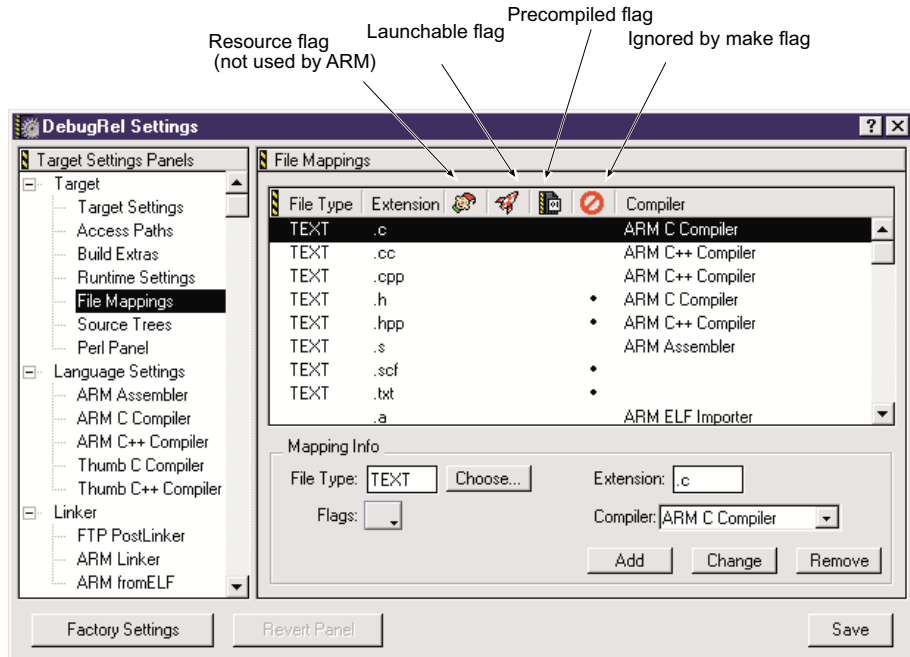 Precompiled flag
Launchable flag
Ignored by make flag
Resource flag
(not used by ARM)
DebugRel Settings
Target Settings Panels
Target
Target Settings
Access Paths
Build Extras
Runtime Settings
File Mappings
Source Trees
Perl Panel
Language Settings
ARM Assembler
ARM C Compiler
ARM C++ Compiler
Thumb C Compiler
Thumb C++ Compiler
Linker
FTP PostLinker
ARM Linker
ARM fromELF
File Mappings
File Type Extension Compiler
TEXT .c ARM C Compiler
TEXT .cc ARM C++ Compiler
TEXT .cpp ARM C++ Compiler
TEXT .h • ARM C Compiler
TEXT .hpp • ARM C++ Compiler
TEXT .s ARM Assembler
TEXT .scf •
TEXT .txt •
.a ARM ELF Importer
Mapping Info
File Type: TEXT Choose... Extension: .c
Flags: Compiler: ARM C Compiler
Add Change Remove
Factory Settings Revert Panel Save